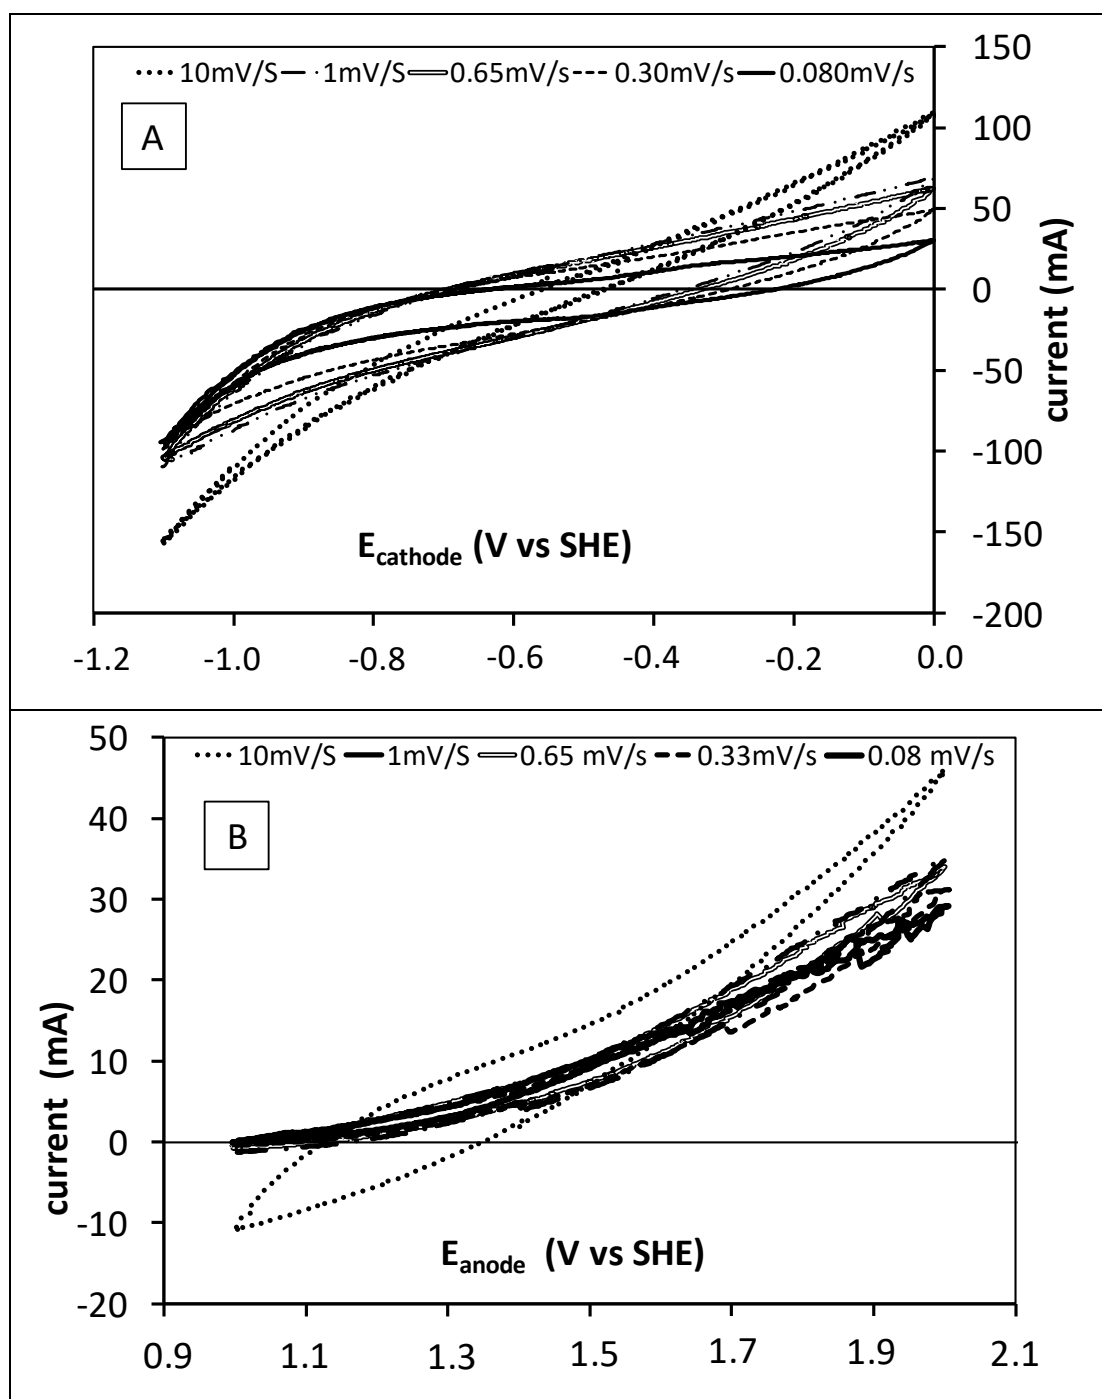 10mV/S 1mV/S 0.65mV/s 0.30mV/s 0.080mV/s
A
150
100
50
0
-50
-100
-150
-200
current (mA)
E_cathode (V vs SHE)
-1.2 -1.0 -0.8 -0.6 -0.4 -0.2 0.0
10mV/S 1mV/S 0.65 mV/s 0.33mV/s 0.08 mV/s
B
50
40
30
20
10
0
-10
-20
current (mA)
E_anode (V vs SHE)
0.9 1.1 1.3 1.5 1.7 1.9 2.1